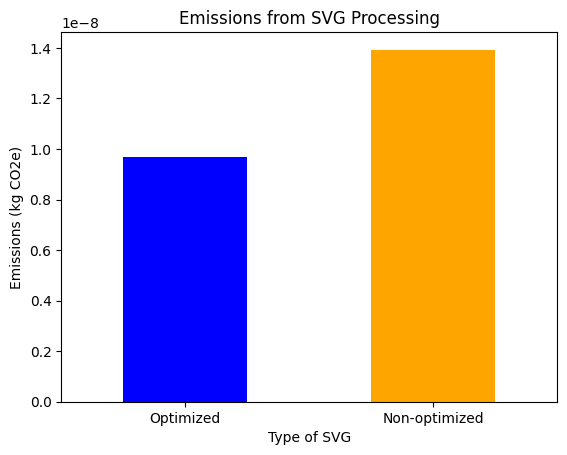 Emissions from SVG Processing
1e−8
1.4
1.2
1.0
0.8
0.6
0.4
0.2
0.0
Emissions (kg CO2e)
Optimized
Non-optimized
Type of SVG